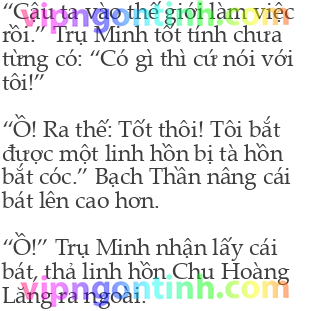 vipngontinh.com
“Cậu ta vào thế giới làm việc
rồi.” Trụ Minh tốt tính chưa
từng có: “Có gì thì cứ nói với
tôi!”
“Ồ! Ra thế: Tốt thôi! Tôi bắt
được một linh hồn bị tà hồn
bắt cóc.” Bạch Thần nâng cái
bát lên cao hơn.
“Ồ!” Trụ Minh nhận lấy cái
bát, thả linh hồn Chu Hoàng
Lăng ra ngoài.
vipngontinh.com